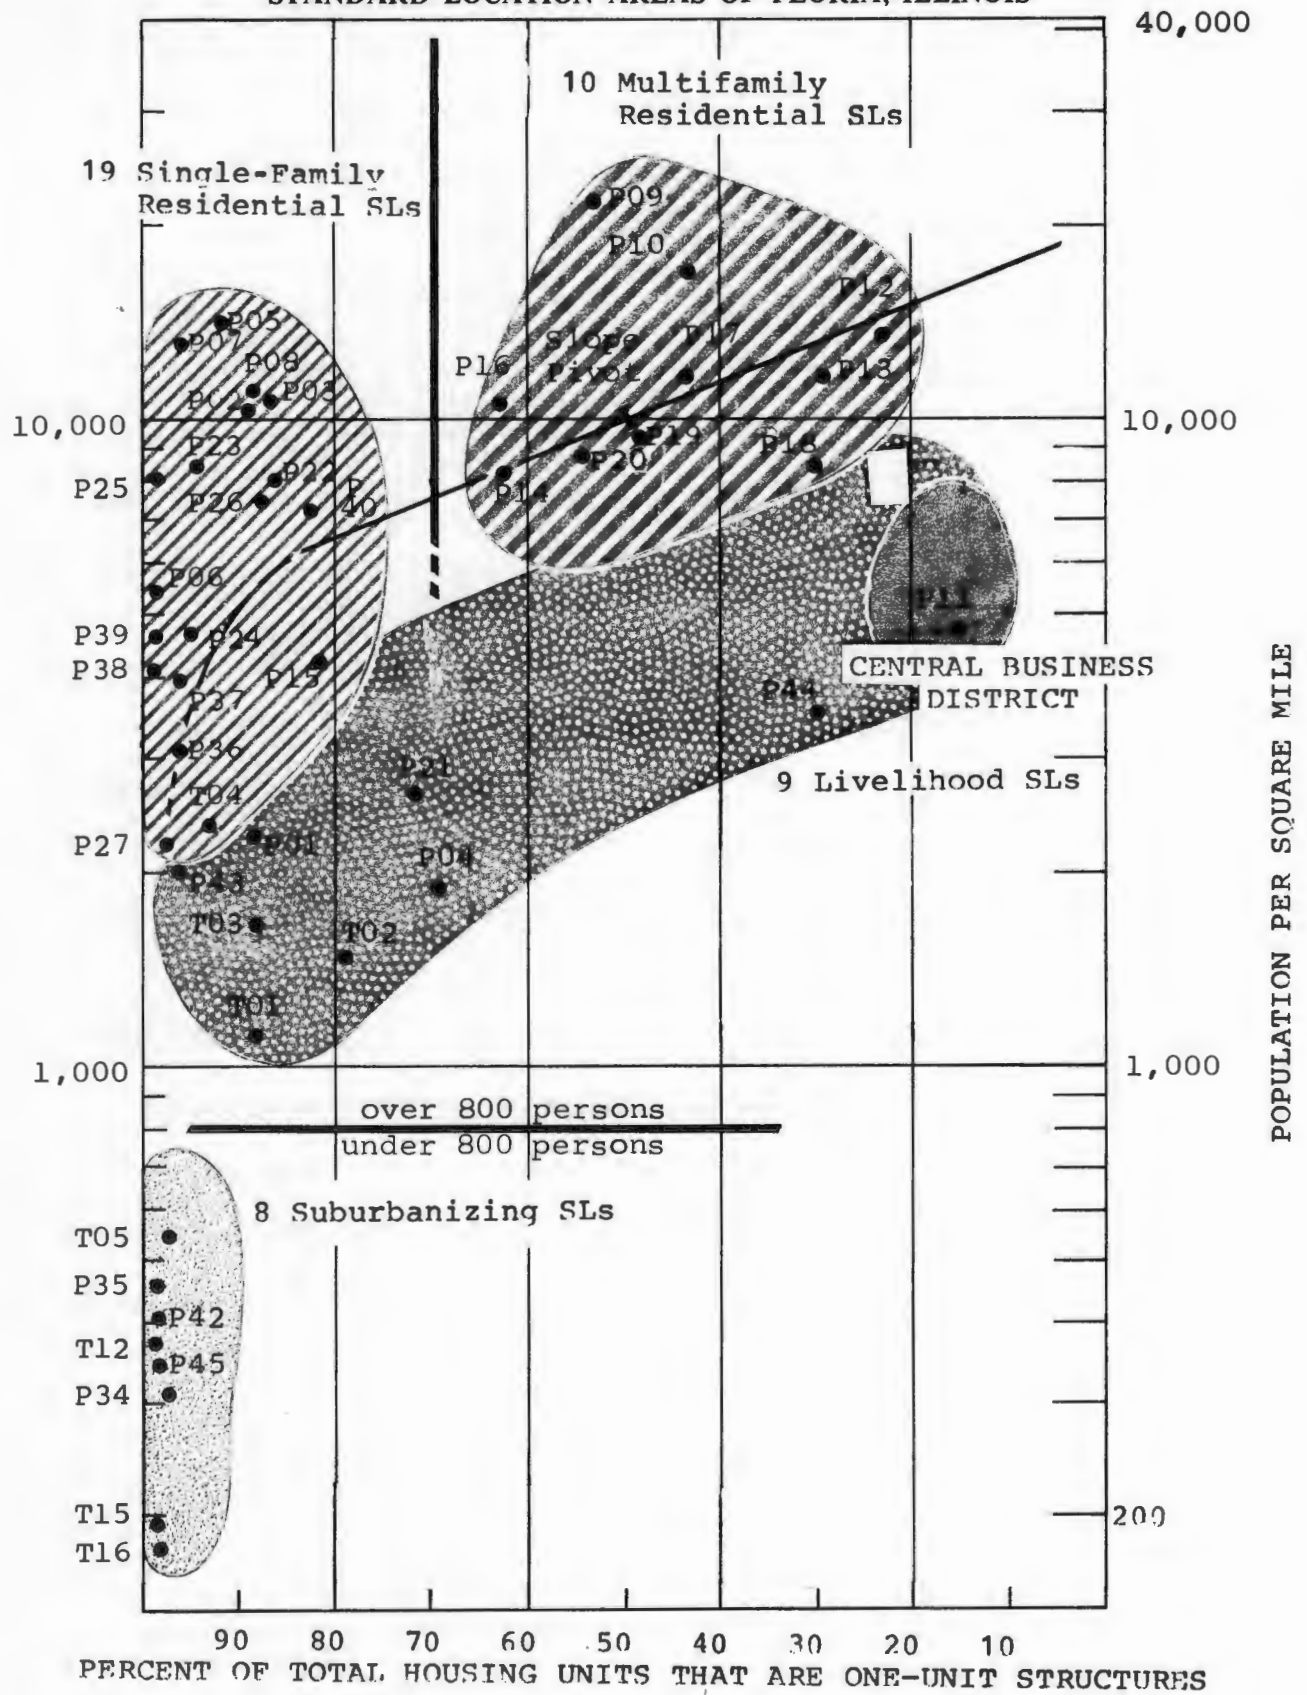 STANDARD LOCATION AREAS OF PEORIA, ILLINOIS
40,000
10 Multifamily
Residential SLs
19 Single-Family
Residential SLs
P09
P10
P12
P05
P07
Slope
P17
P08
P16
Pivot
P13
P03
P02
10,000
10,000
P19
P23
P18
P20
P22
P
P25
P14
P26
40
P06
P11
P39
P24
P38
P15
CENTRAL BUSINESS
DISTRICT
P44
P37
P36
P21
9 Livelihood SLs
T04
P27
P01
P04
P43
T03
T02
T01
1,000
1,000
over 800 persons
under 800 persons
8 Suburbanizing SLs
T05
P35
P42
T12
P45
P34
T15
200
T16
90 80 70 60 50 40 30 20 10
PERCENT OF TOTAL HOUSING UNITS THAT ARE ONE-UNIT STRUCTURES
POPULATION PER SQUARE MILE